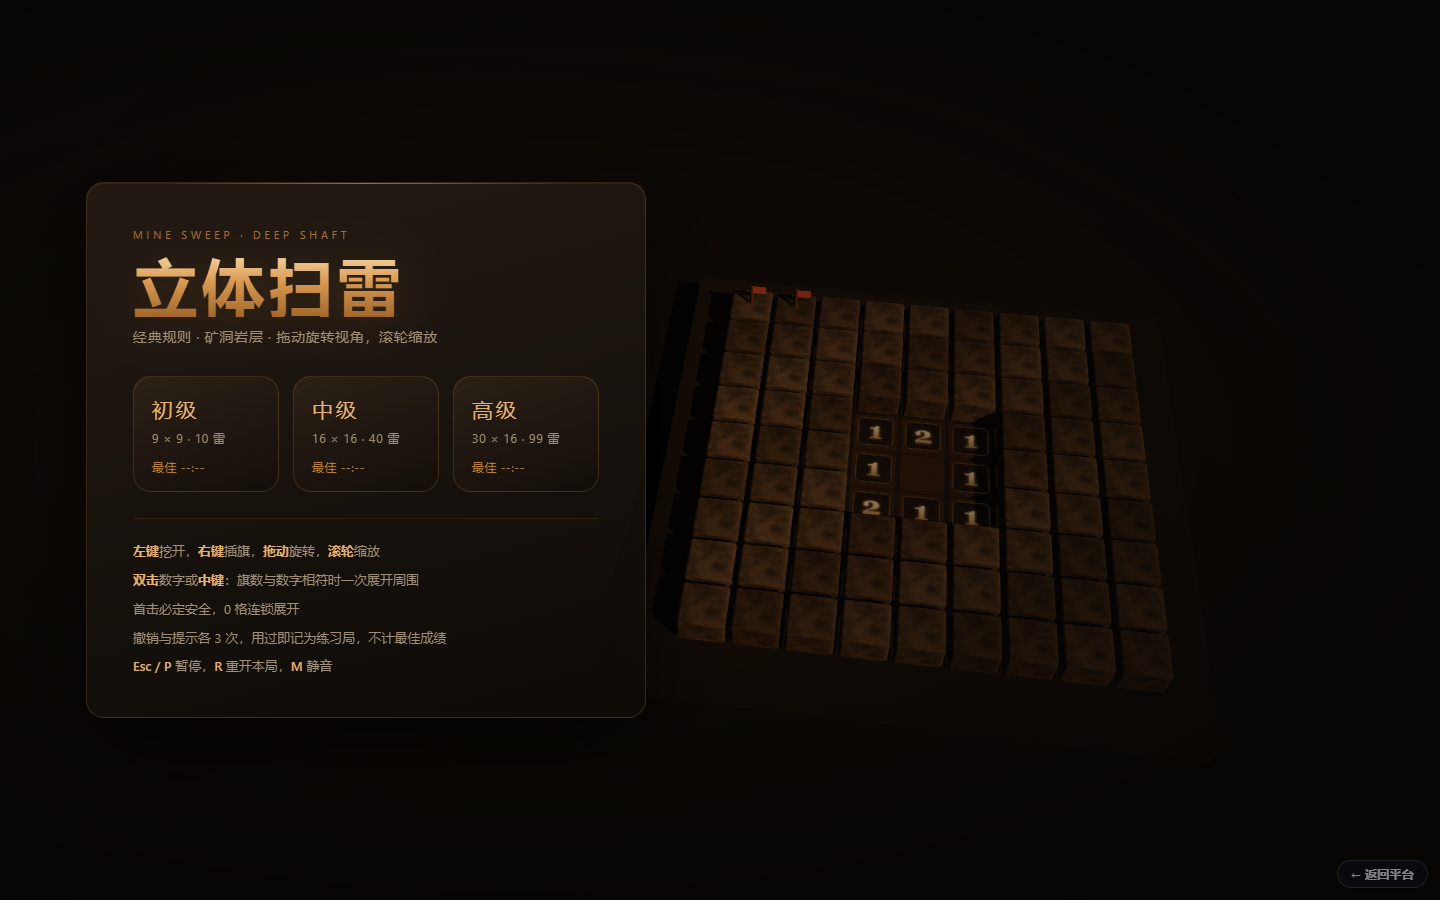 MINE SWEEP · DEEP SHAFT
立体扫雷
经典规则 · 矿洞岩层 · 拖动旋转视角，滚轮缩放
初级
9 × 9 · 10 雷
最佳 --:--
中级
16 × 16 · 40 雷
最佳 --:--
高级
30 × 16 · 99 雷
最佳 --:--
左键挖开，右键插旗，拖动旋转，滚轮缩放
双击数字或中键：旗数与数字相符时一次展开周围
首击必定安全，0 格连锁展开
撤销与提示各 3 次，用过即记为练习局，不计最佳成绩
Esc / P 暂停，R 重开本局，M 静音
1 2 1
1 1
2 1 1
← 返回平台